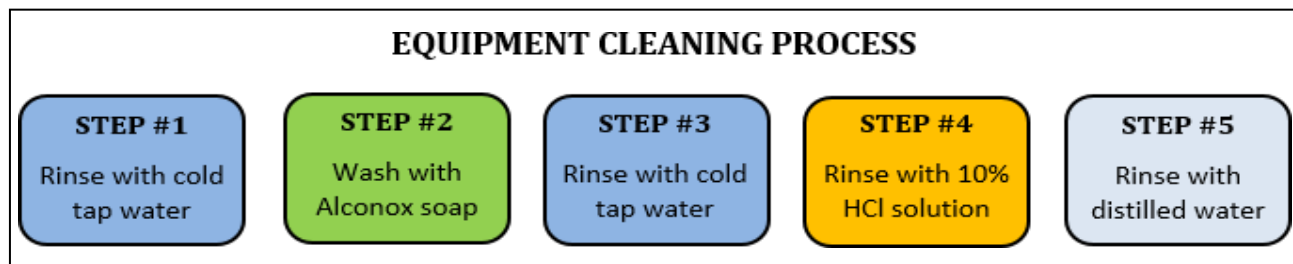 EQUIPMENT CLEANING PROCESS
STEP #1
Rinse with cold
tap water
STEP #2
Wash with
Alconox soap
STEP #3
Rinse with cold
tap water
STEP #4
Rinse with 10%
HCl solution
STEP #5
Rinse with
distilled water